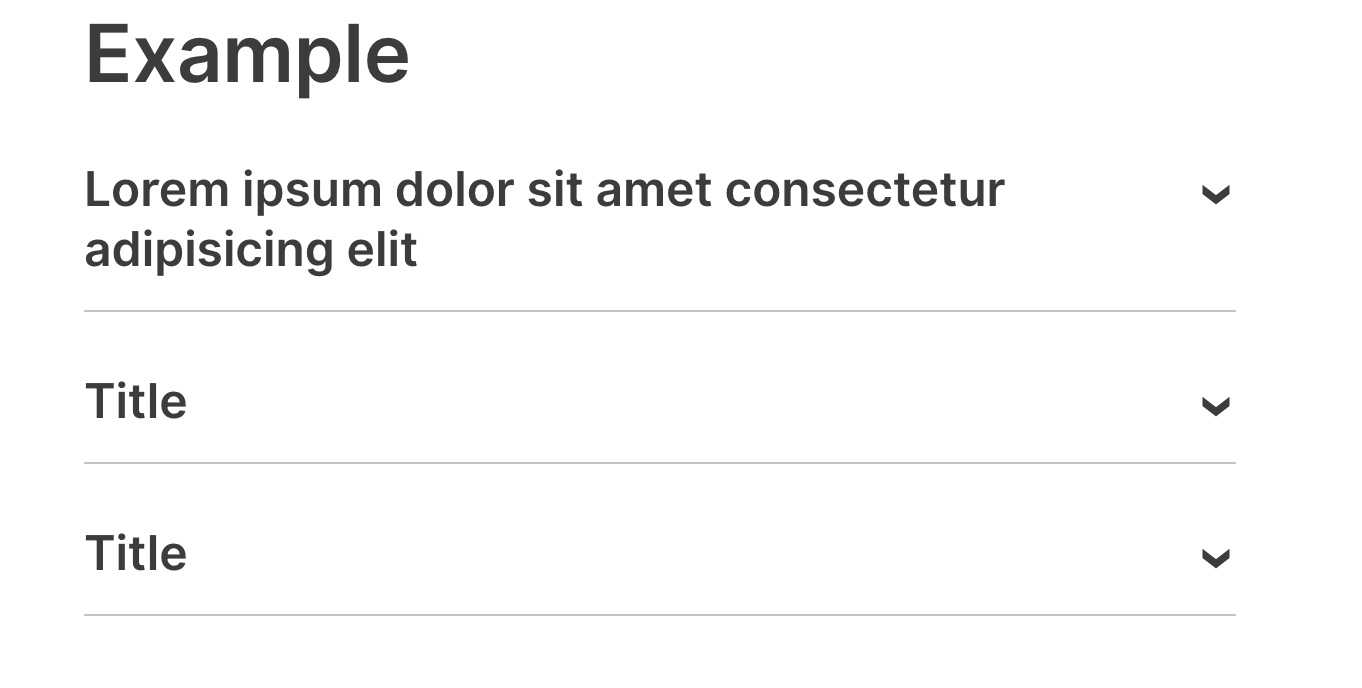 Example
Lorem ipsum dolor sit amet consectetur
adipisicing elit
Title
Title